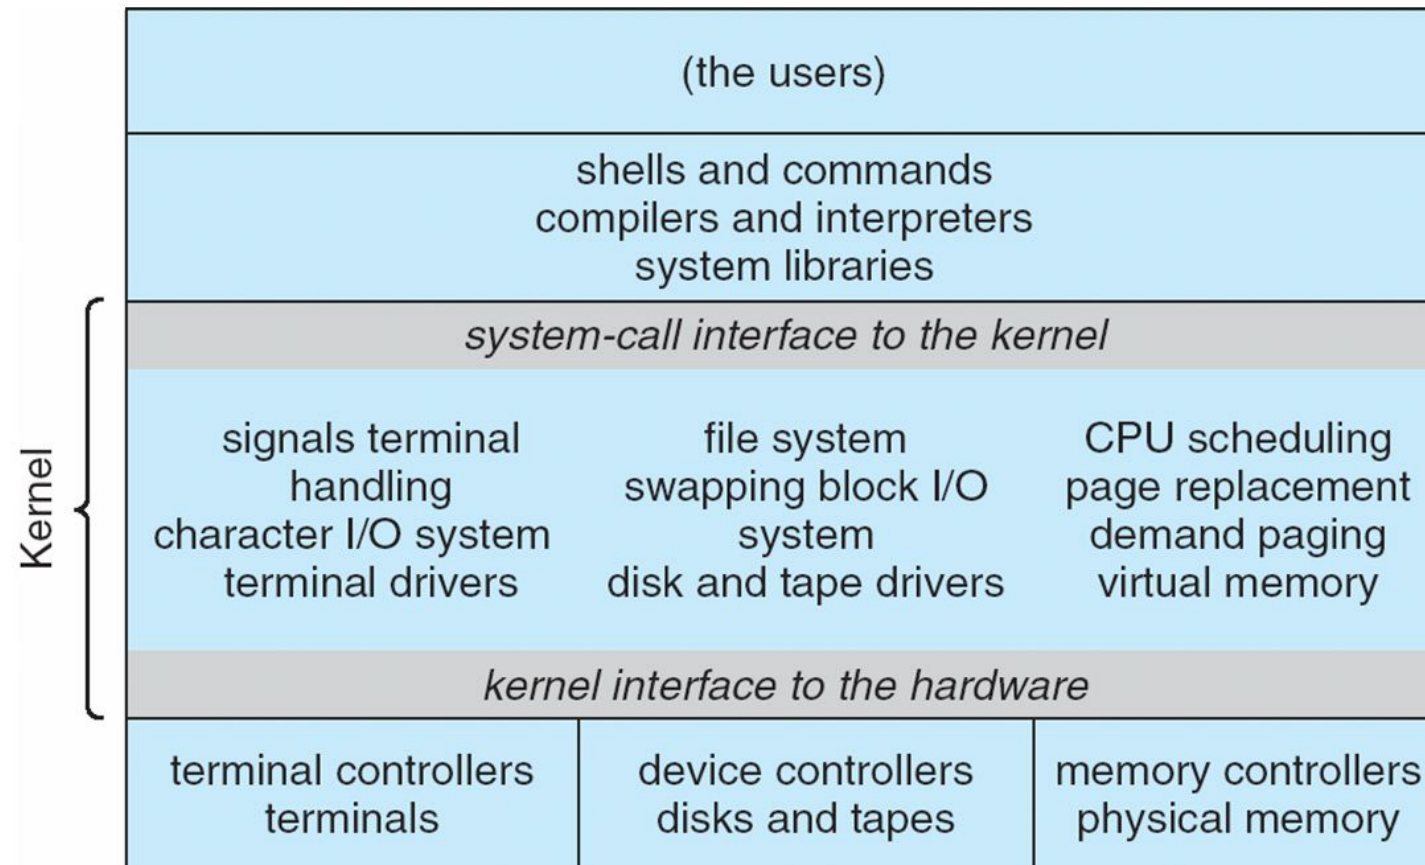 (the users)
shells and commands
compilers and interpreters
system libraries
system-call interface to the kernel
Kernel
signals terminal
handling
character I/O system
terminal drivers
file system
swapping block I/O
system
disk and tape drivers
CPU scheduling
page replacement
demand paging
virtual memory
kernel interface to the hardware
terminal controllers
terminals
device controllers
disks and tapes
memory controllers
physical memory